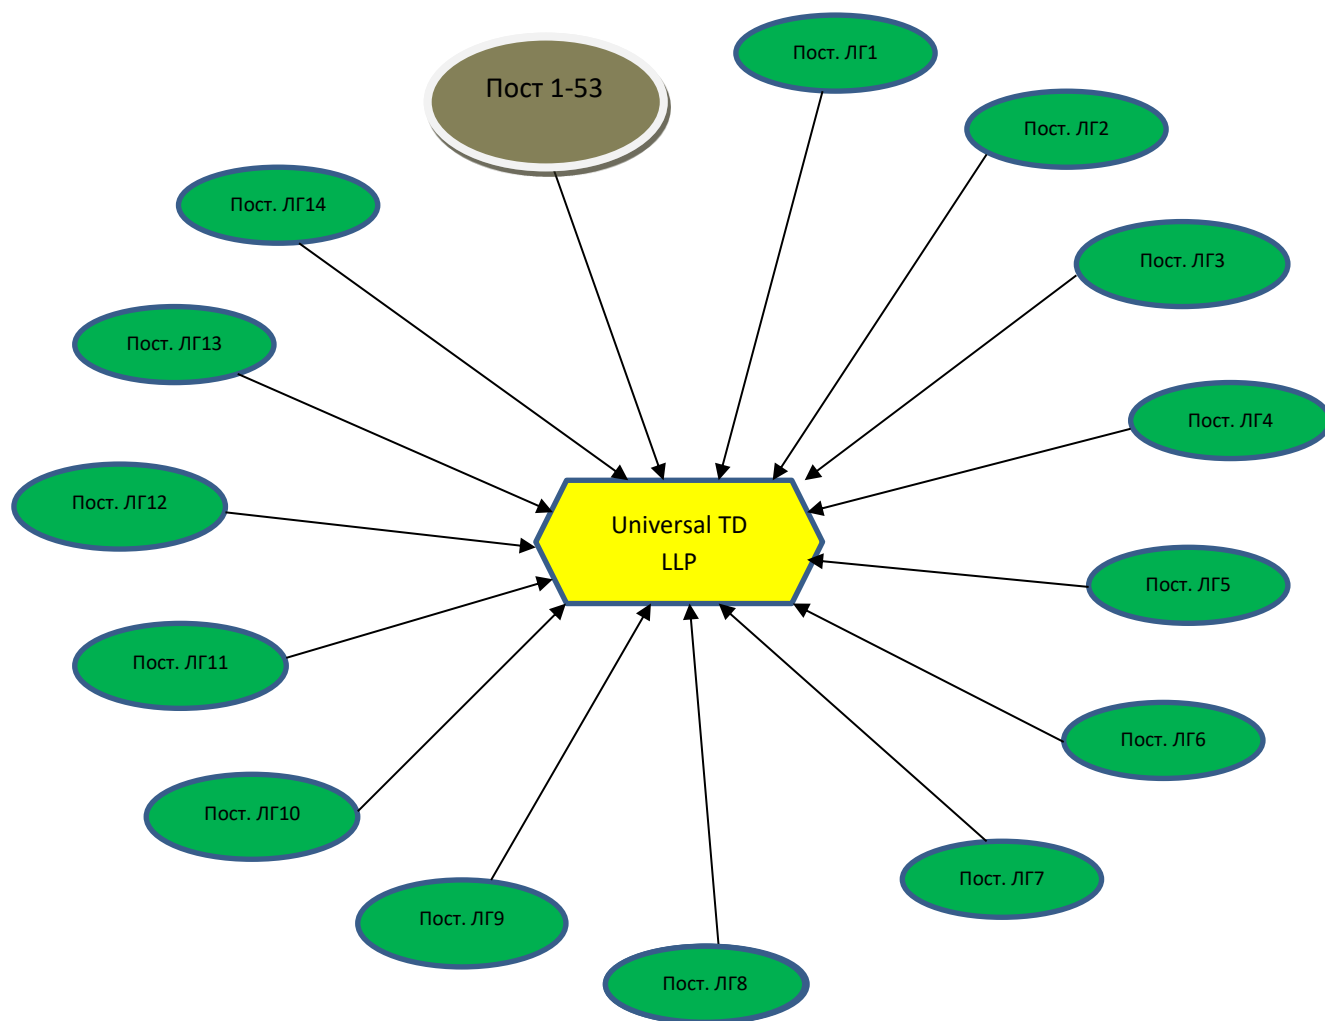 Пост. ЛГ1
Пост 1-53
Пост. ЛГ2
Пост. ЛГ14
Пост. ЛГ3
Пост. ЛГ13
Пост. ЛГ4
Пост. ЛГ12
Universal TD
LLP
Пост. ЛГ5
Пост. ЛГ11
Пост. ЛГ6
Пост. ЛГ10
Пост. ЛГ7
Пост. ЛГ9
Пост. ЛГ8